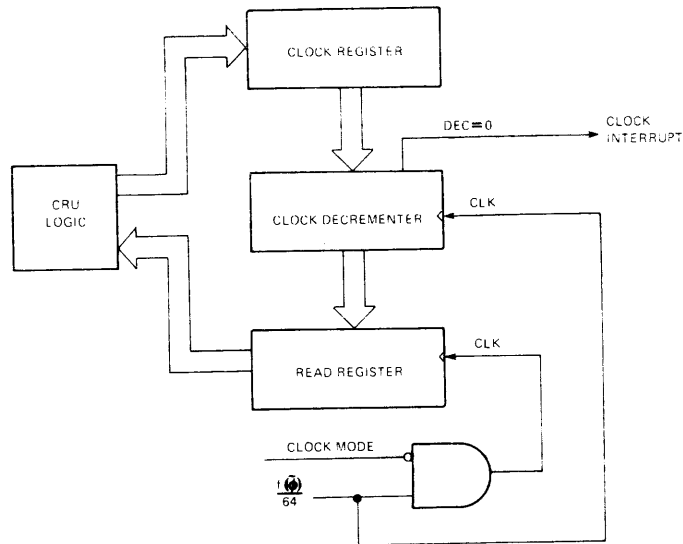 CLOCK REGISTER
DEC=0
CLOCK
INTERRUPT
CRU
LOGIC
CLOCK DECREMENTER
CLK
READ REGISTER
CLK
CLOCK MODE
f(ϕ)
64